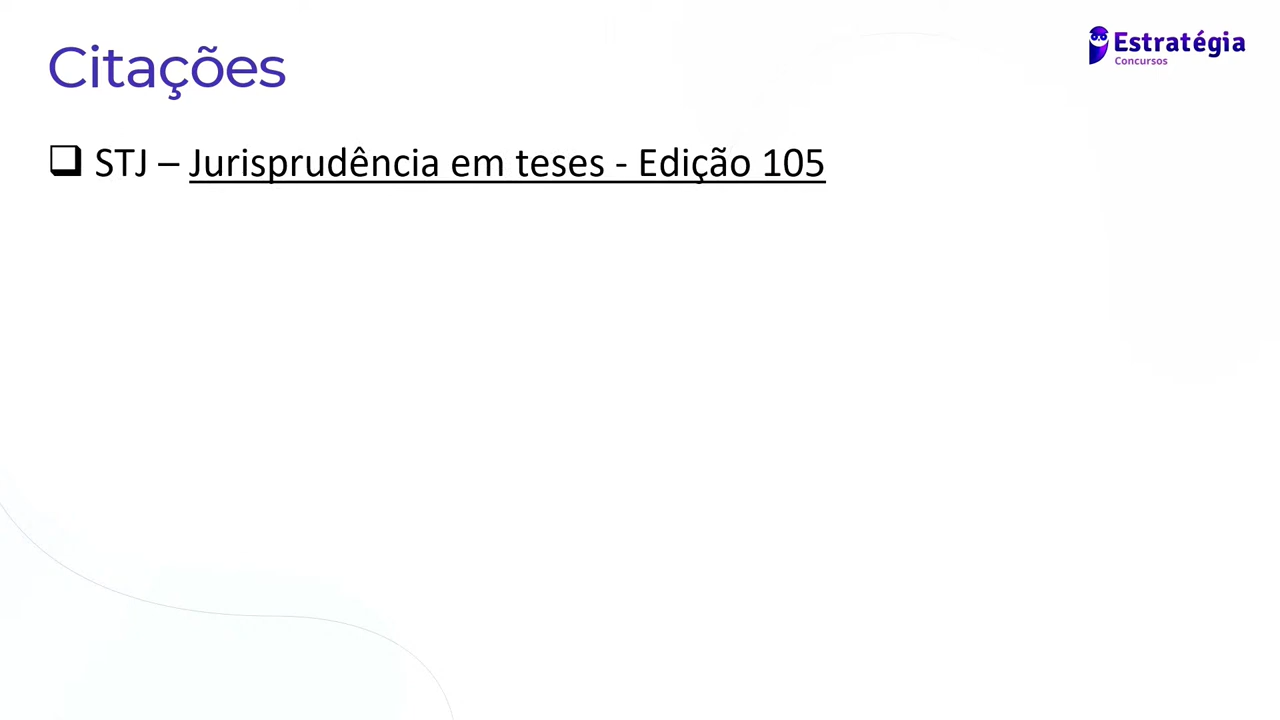 Citações
Estratégia
Concursos
❑ STJ – Jurisprudência em teses - Edição 105